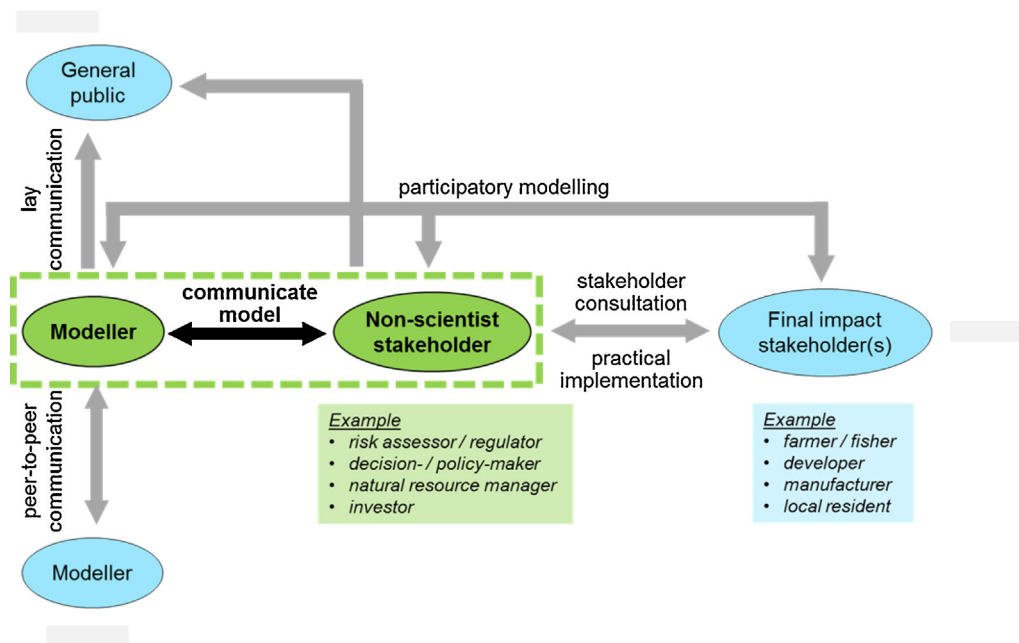 General
public
lay
communication
participatory modelling
communicate
model
Modeller
Non-scientist
stakeholder
stakeholder
consultation
practical
implementation
Final impact
stakeholder(s)
peer-to-peer
communication
Example
• risk assessor / regulator
• decision- / policy-maker
• natural resource manager
• investor
Example
• farmer / fisher
• developer
• manufacturer
• local resident
Modeller